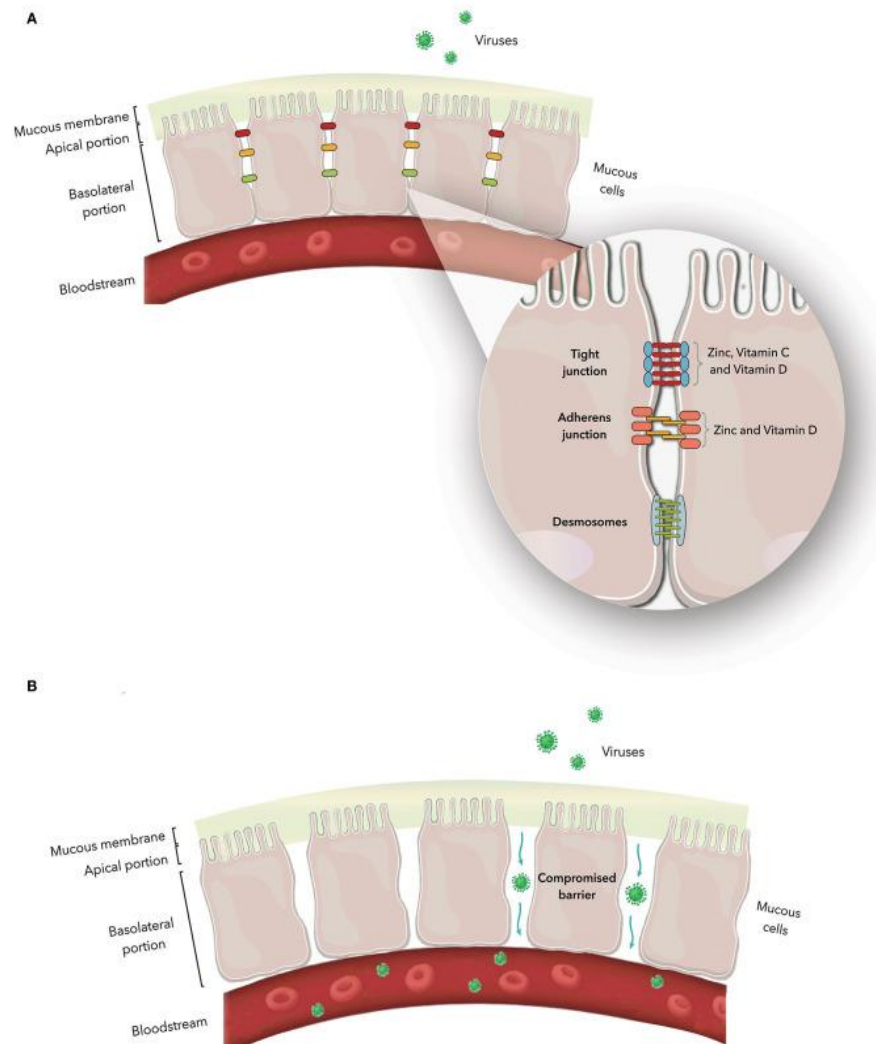 A
Viruses
Mucous membrane
Apical portion
Basolateral
portion
Mucous
cells
Bloodstream
Tight
junction
Zinc, Vitamin C
and Vitamin D
Adherens
junction
Zinc and Vitamin D
Desmosomes
B
Viruses
Mucous membrane
Apical portion
Compromised
barrier
Basolateral
portion
Mucous
cells
Bloodstream